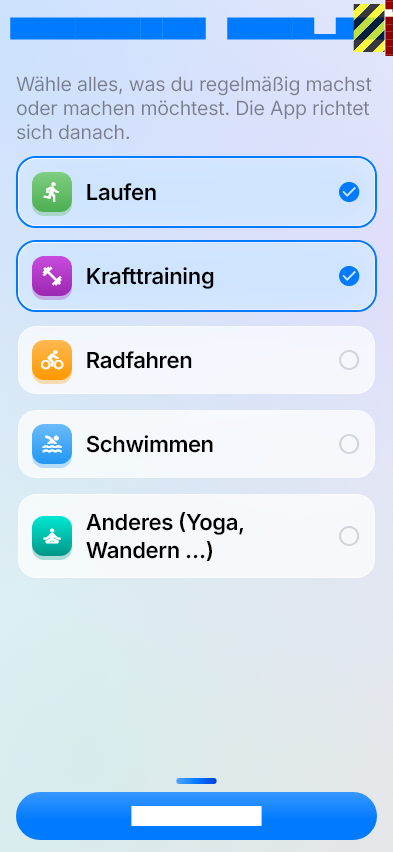 Wähle alles, was du regelmäßig machst
oder machen möchtest. Die App richtet
sich danach.
Laufen
Krafttraining
Radfahren
Schwimmen
Anderes (Yoga,
Wandern ...)